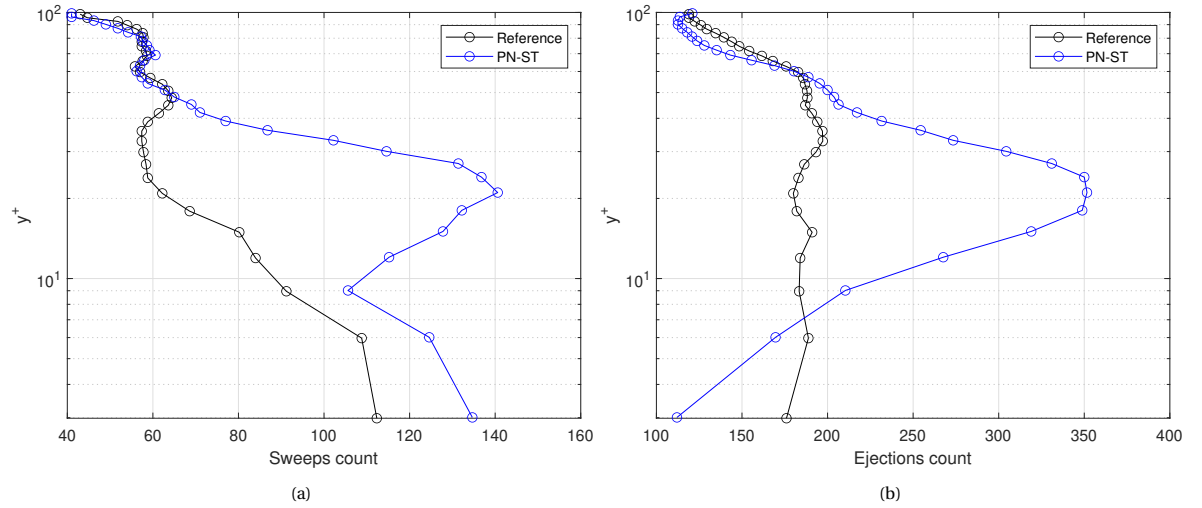 10²
10¹
y⁺
40 60 80 100 120 140 160
Sweeps count
Reference
PN-ST
(a)
10²
10¹
y⁺
100 150 200 250 300 350 400
Ejections count
Reference
PN-ST
(b)